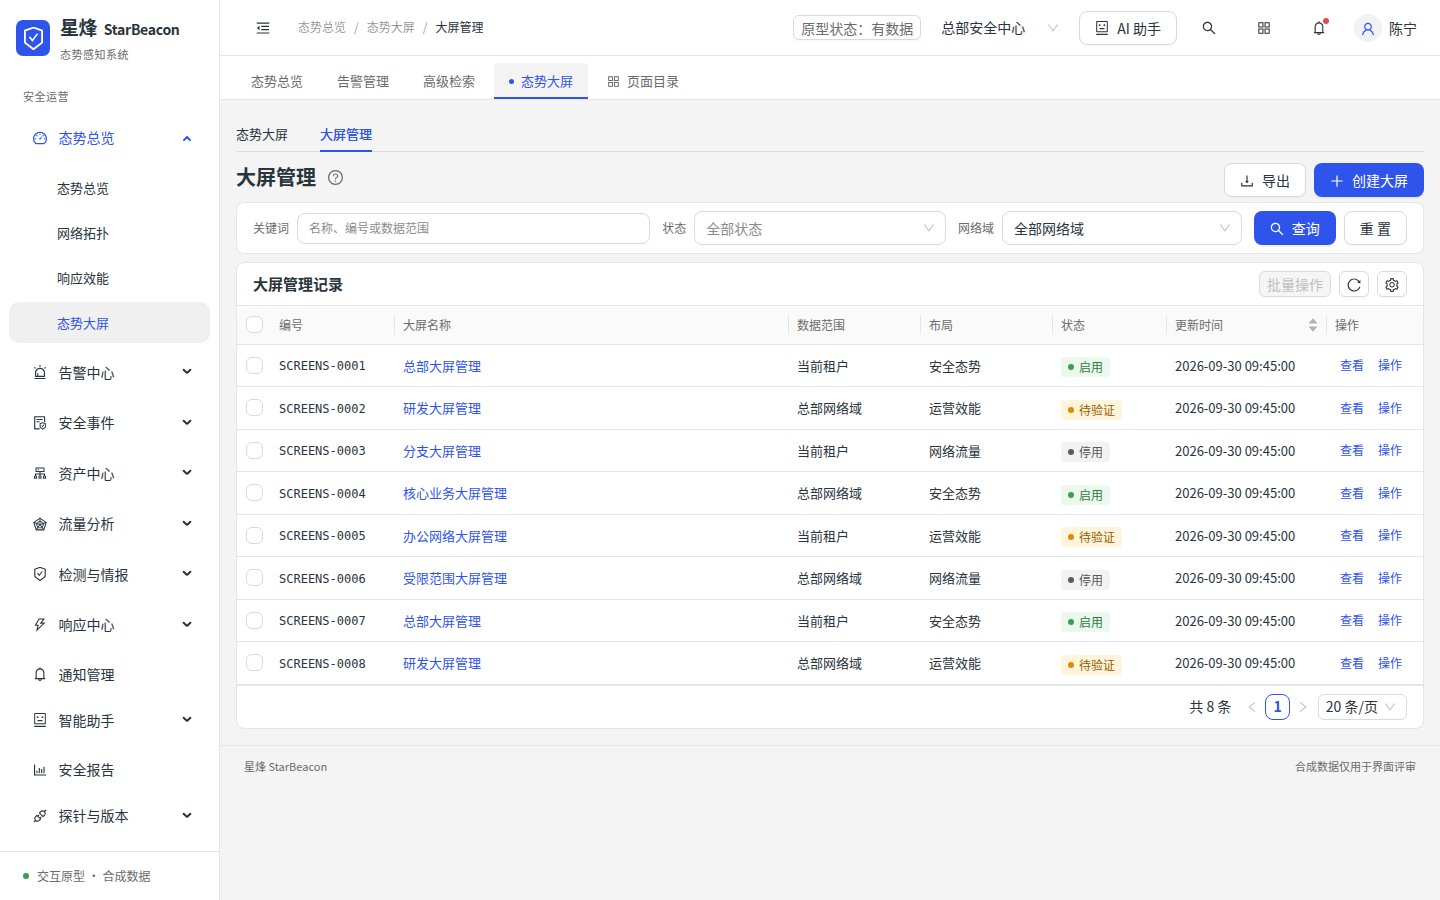 星烽 StarBeacon
态势感知系统
安全运营
态势总览
态势总览
网络拓扑
响应效能
态势大屏
告警中心
安全事件
资产中心
流量分析
检测与情报
响应中心
通知管理
智能助手
安全报告
探针与版本
交互原型 · 合成数据
态势总览 / 态势大屏 / 大屏管理
原型状态：有数据
总部安全中心
AI 助手
陈宁
态势总览 告警管理 高级检索 态势大屏 页面目录
态势大屏 大屏管理
大屏管理
导出 创建大屏
关键词 名称、编号或数据范围 状态 全部状态 网络域 全部网络域 查询 重 置
大屏管理记录 批量操作
编号 大屏名称 数据范围 布局 状态 更新时间 操作
SCREENS-0001 总部大屏管理 当前租户 安全态势 启用 2026-09-30 09:45:00 查看 操作
SCREENS-0002 研发大屏管理 总部网络域 运营效能 待验证 2026-09-30 09:45:00 查看 操作
SCREENS-0003 分支大屏管理 当前租户 网络流量 停用 2026-09-30 09:45:00 查看 操作
SCREENS-0004 核心业务大屏管理 总部网络域 安全态势 启用 2026-09-30 09:45:00 查看 操作
SCREENS-0005 办公网络大屏管理 当前租户 运营效能 待验证 2026-09-30 09:45:00 查看 操作
SCREENS-0006 受限范围大屏管理 总部网络域 网络流量 停用 2026-09-30 09:45:00 查看 操作
SCREENS-0007 总部大屏管理 当前租户 安全态势 启用 2026-09-30 09:45:00 查看 操作
SCREENS-0008 研发大屏管理 总部网络域 运营效能 待验证 2026-09-30 09:45:00 查看 操作
共 8 条 1 20 条/页
星烽 StarBeacon
合成数据仅用于界面评审